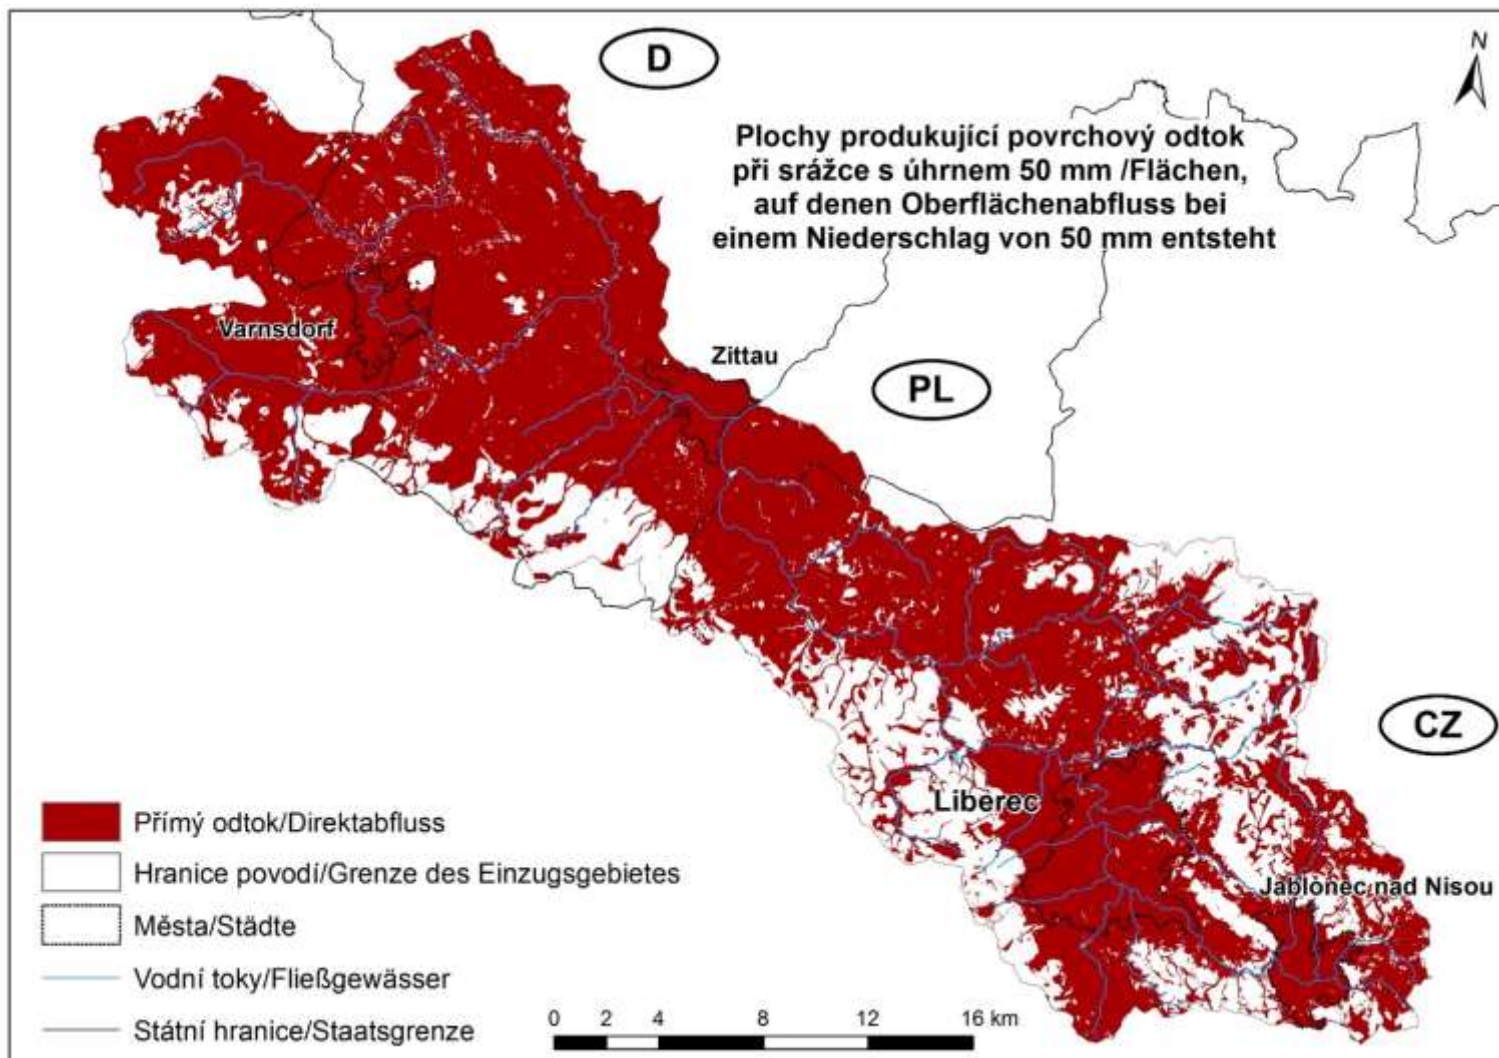 D
N
Plochy produkující povrchový odtok
při srážce s úhrnem 50 mm /Flächen,
auf denen Oberflächenabfluss bei
einem Niederschlag von 50 mm entsteht
Varnsdorf
Zittau
PL
CZ
Liberec
Jablonec nad Nisou
Přímý odtok/Direktabfluss
Hranice povodí/Grenze des Einzugsgebietes
Města/Städte
Vodní toky/Fließgewässer
Státní hranice/Staatsgrenze
0 2 4 8 12 16 km